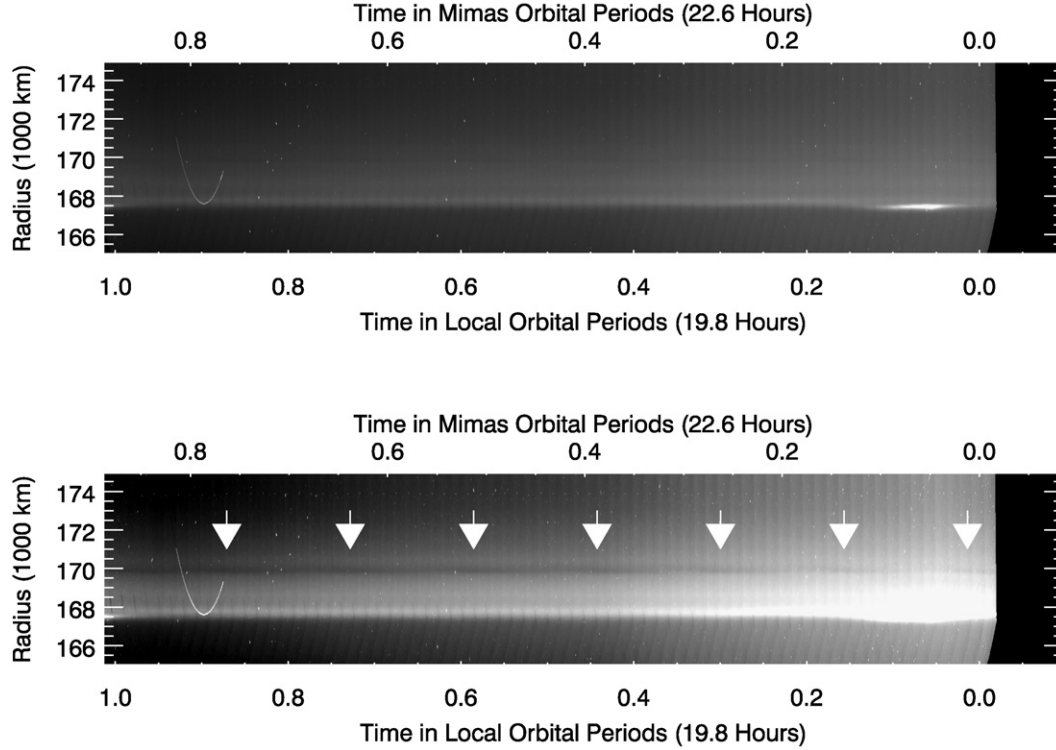 Time in Mimas Orbital Periods (22.6 Hours)
0.8 0.6 0.4 0.2 0.0
Radius (1000 km)
174
172
170
168
166
1.0 0.8 0.6 0.4 0.2 0.0
Time in Local Orbital Periods (19.8 Hours)
Time in Mimas Orbital Periods (22.6 Hours)
0.8 0.6 0.4 0.2 0.0
Radius (1000 km)
174
172
170
168
166
1.0 0.8 0.6 0.4 0.2 0.0
Time in Local Orbital Periods (19.8 Hours)